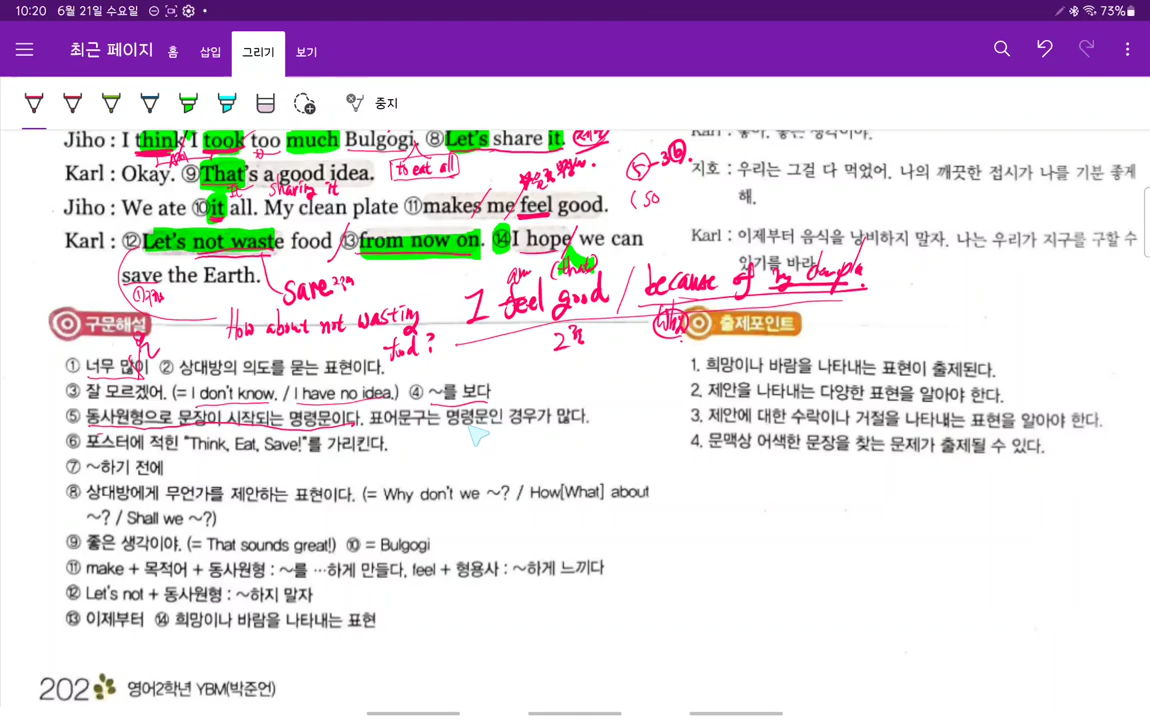 10:20 6월 21일 수요일 73%
최근 페이지 홈 삽입 그리기 보기
중지
Jiho : I think I took too much Bulgogi. ⑧Let's share it.
Karl : 좋아, 좋은 생각이야.
to eat all
⑤-3⑥.
Karl : Okay. ⑨That's a good idea.
지호 : 우리는 그걸 다 먹었어. 나의 깨끗한 접시가 나를 기분 좋게
해.
It sharing it
(so
Jiho : We ate ⑩it all. My clean plate ⑪makes me feel good.
Karl : ⑫Let's not waste food ⑬from now on. ⑭I hope we can
Karl : 이제부터 음식을 낭비하지 말자. 나는 우리가 지구를 구할 수
있기를 바라.
(that)
save the Earth.
save
I feel good / because of my
How about not wasting
food?
Why
구문해설
출제포인트
① 너무 많이 ② 상대방의 의도를 묻는 표현이다.
③ 잘 모르겠어. (= I don't know. / I have no idea.) ④ ～를 보다
⑤ 동사원형으로 문장이 시작되는 명령문이다. 표어문구는 명령문인 경우가 많다.
⑥ 포스터에 적힌 “Think, Eat, Save!”를 가리킨다.
⑦ ～하기 전에
⑧ 상대방에게 무언가를 제안하는 표현이다. (= Why don't we ～? / How[What] about
～? / Shall we ～?)
⑨ 좋은 생각이야. (= That sounds great!) ⑩ = Bulgogi
⑪ make + 목적어 + 동사원형 : ～를 …하게 만들다, feel + 형용사 : ～하게 느끼다
⑫ Let's not + 동사원형 : ～하지 말자
⑬ 이제부터 ⑭ 희망이나 바람을 나타내는 표현
1. 희망이나 바람을 나타내는 표현이 출제된다.
2. 제안을 나타내는 다양한 표현을 알아야 한다.
3. 제안에 대한 수락이나 거절을 나타내는 표현을 알아야 한다.
4. 문맥상 어색한 문장을 찾는 문제가 출제될 수 있다.
202 영어2학년 YBM(박준언)